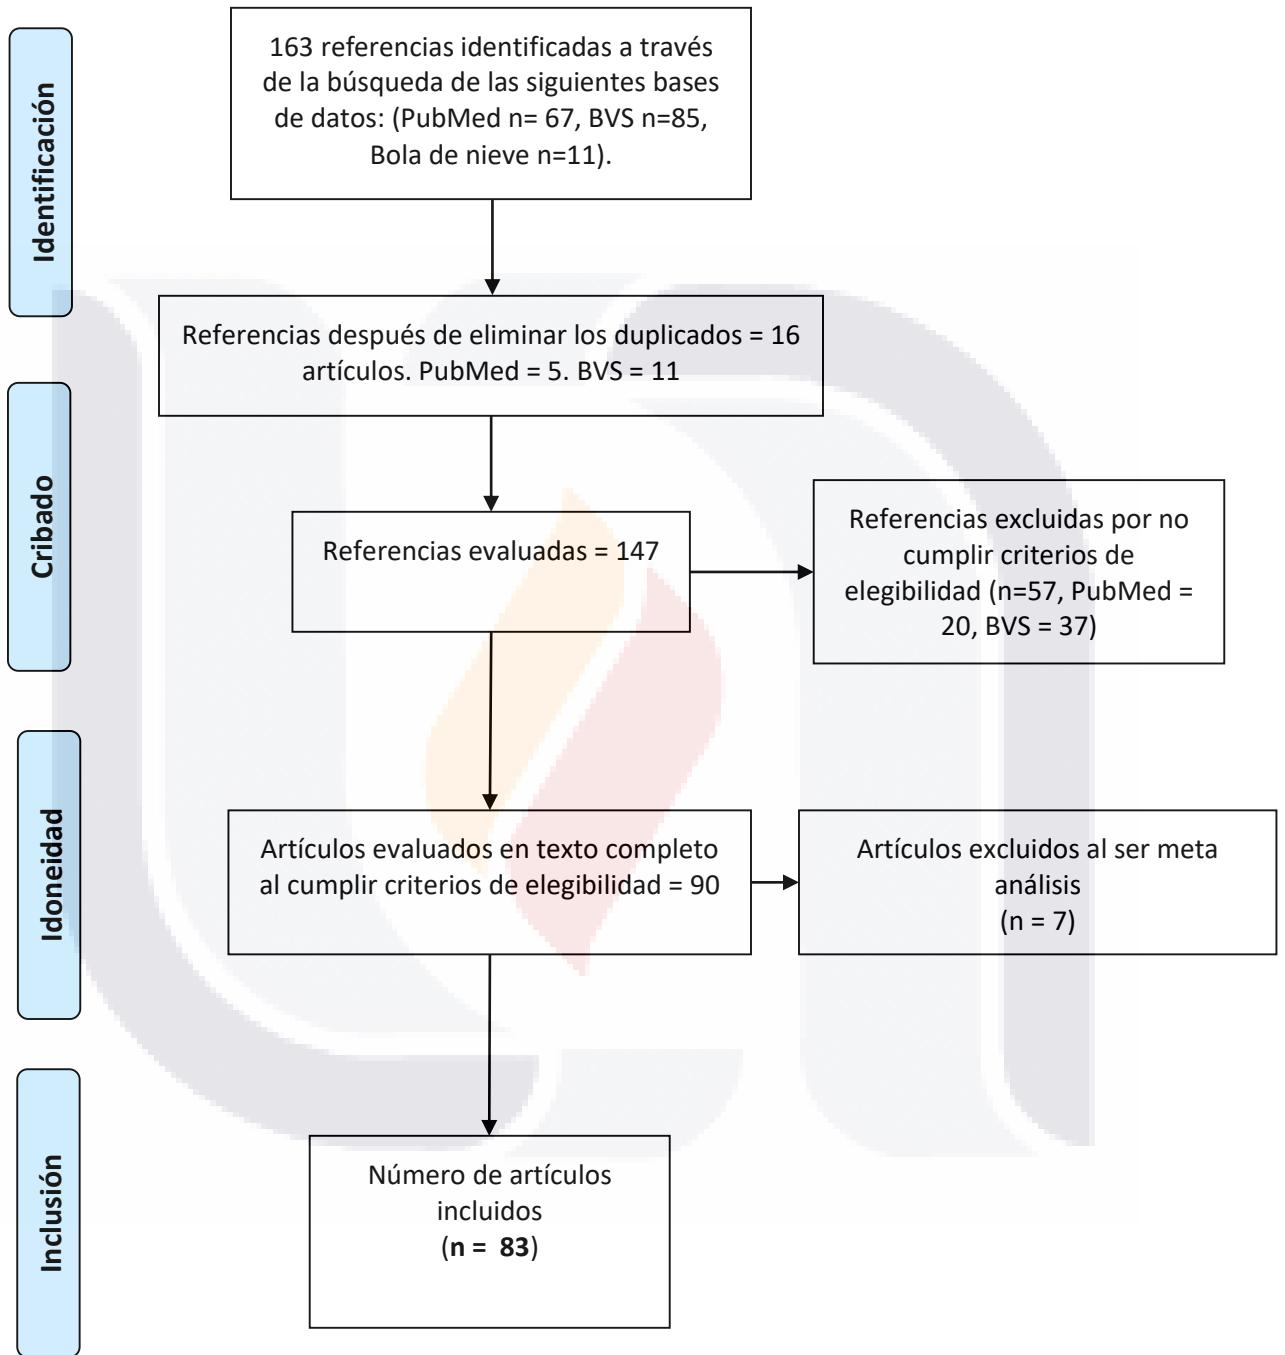 Identificación
163 referencias identificadas a través
de la búsqueda de las siguientes bases
de datos: (PubMed n= 67, BVS n=85,
Bola de nieve n=11).
Referencias después de eliminar los duplicados = 16
artículos. PubMed = 5. BVS = 11
Cribado
Referencias evaluadas = 147
Referencias excluidas por no
cumplir criterios de
elegibilidad (n=57, PubMed =
20, BVS = 37)
Idoneidad
Artículos evaluados en texto completo
al cumplir criterios de elegibilidad = 90
Artículos excluidos al ser meta
análisis
(n = 7)
Inclusión
Número de artículos
incluidos
(n = 83)